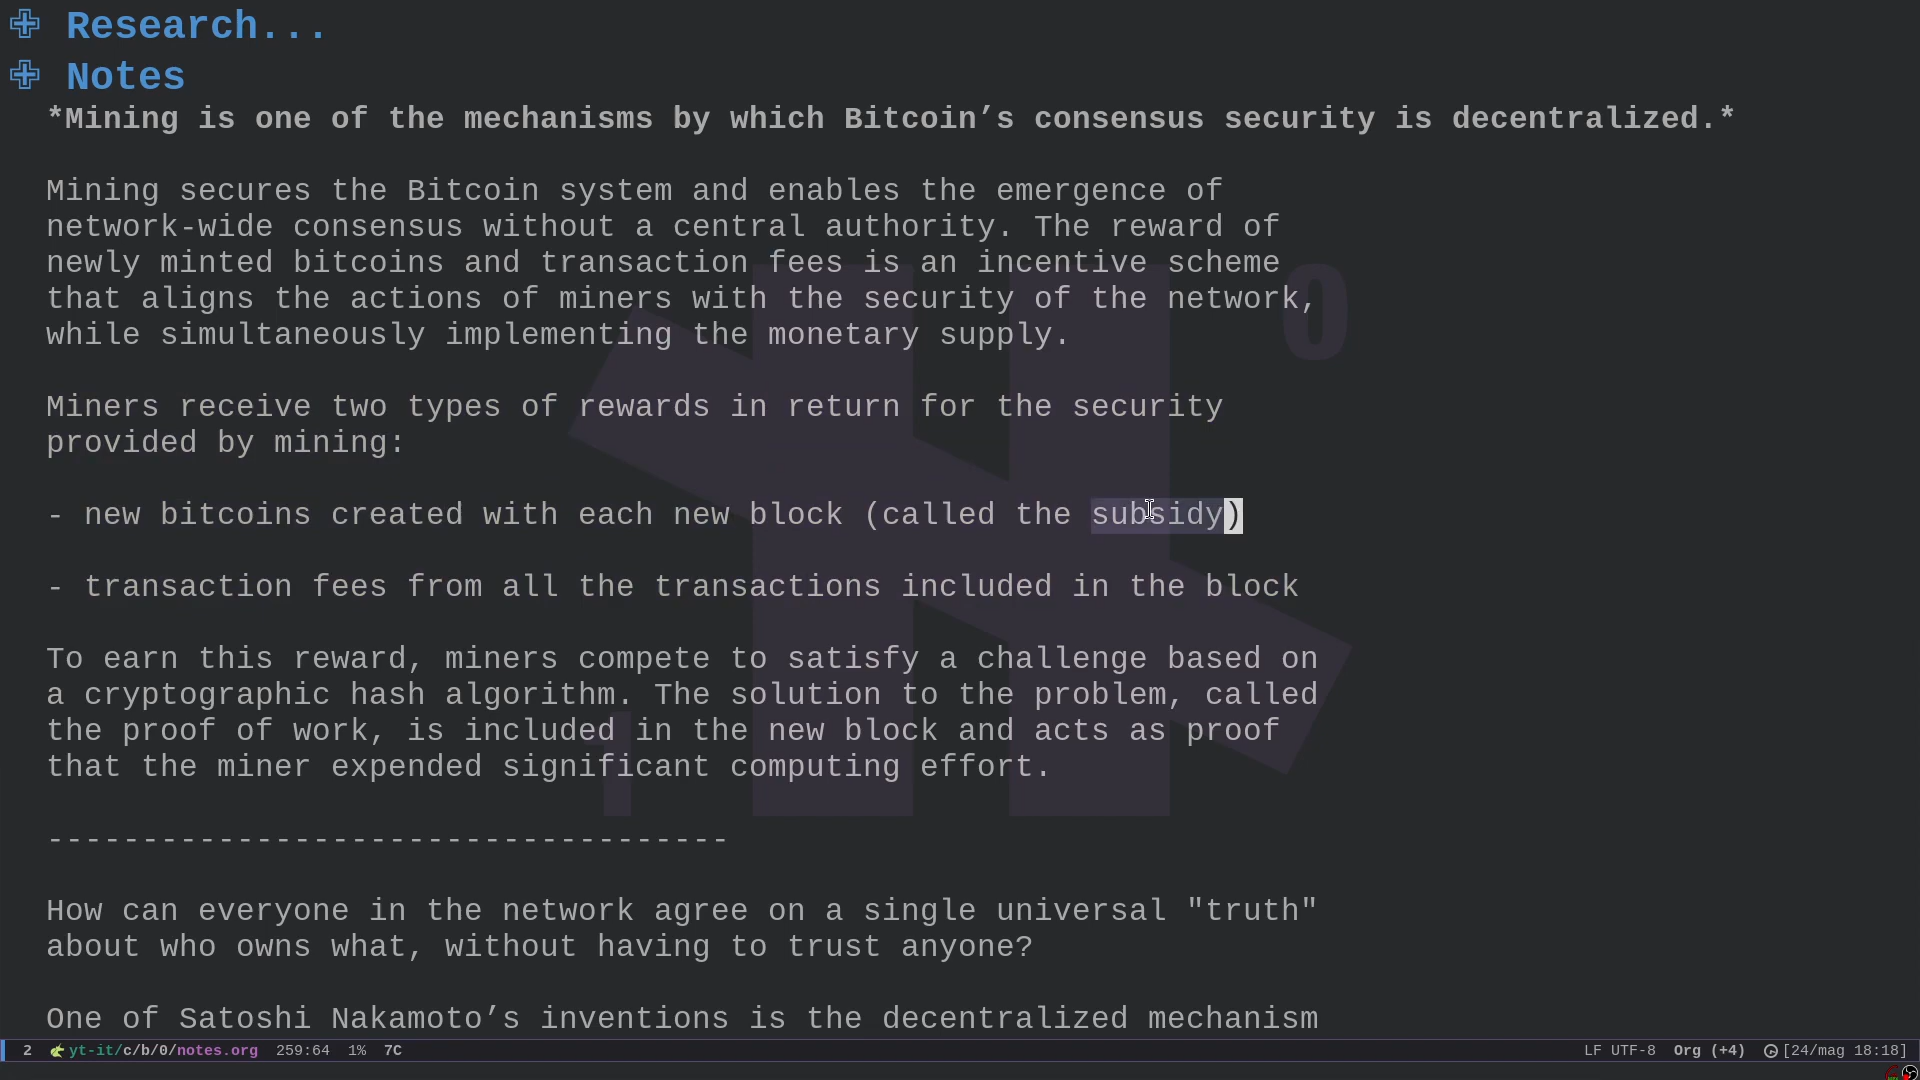 Research...
Notes
*Mining is one of the mechanisms by which Bitcoin’s consensus security is decentralized.*
Mining secures the Bitcoin system and enables the emergence of
network-wide consensus without a central authority. The reward of
newly minted bitcoins and transaction fees is an incentive scheme
that aligns the actions of miners with the security of the network,
while simultaneously implementing the monetary supply.
Miners receive two types of rewards in return for the security
provided by mining:
- new bitcoins created with each new block (called the subsidy)
- transaction fees from all the transactions included in the block
To earn this reward, miners compete to satisfy a challenge based on
a cryptographic hash algorithm. The solution to the problem, called
the proof of work, is included in the new block and acts as proof
that the miner expended significant computing effort.
------------------------------------
How can everyone in the network agree on a single universal "truth"
about who owns what, without having to trust anyone?
One of Satoshi Nakamoto’s inventions is the decentralized mechanism
2 yt-it/c/b/0/notes.org 259:64 1% 7C LF UTF-8 Org (+4) [24/mag 18:18]
0
1